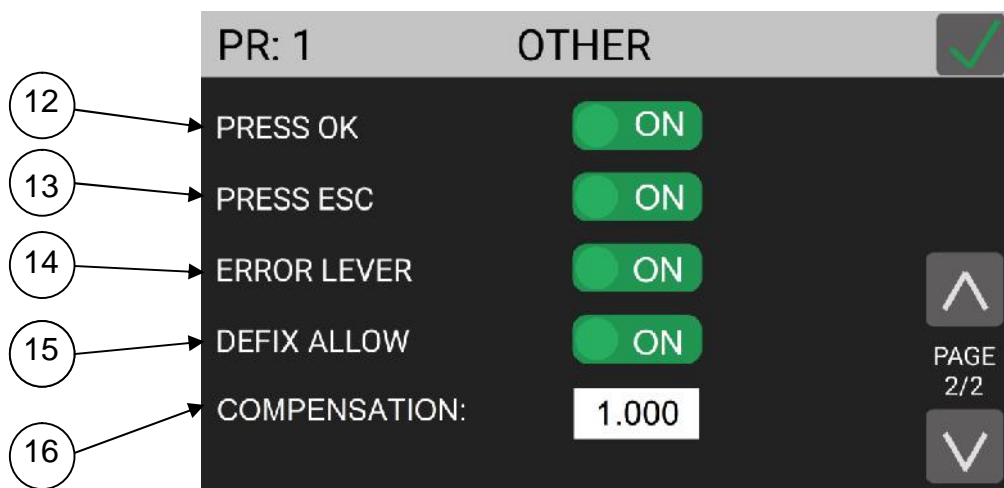 PR: 1 OTHER
12
PRESS OK ON
13
PRESS ESC ON
14
ERROR LEVER ON
15
DEFIX ALLOW ON
PAGE
2/2
16
COMPENSATION: 1.000